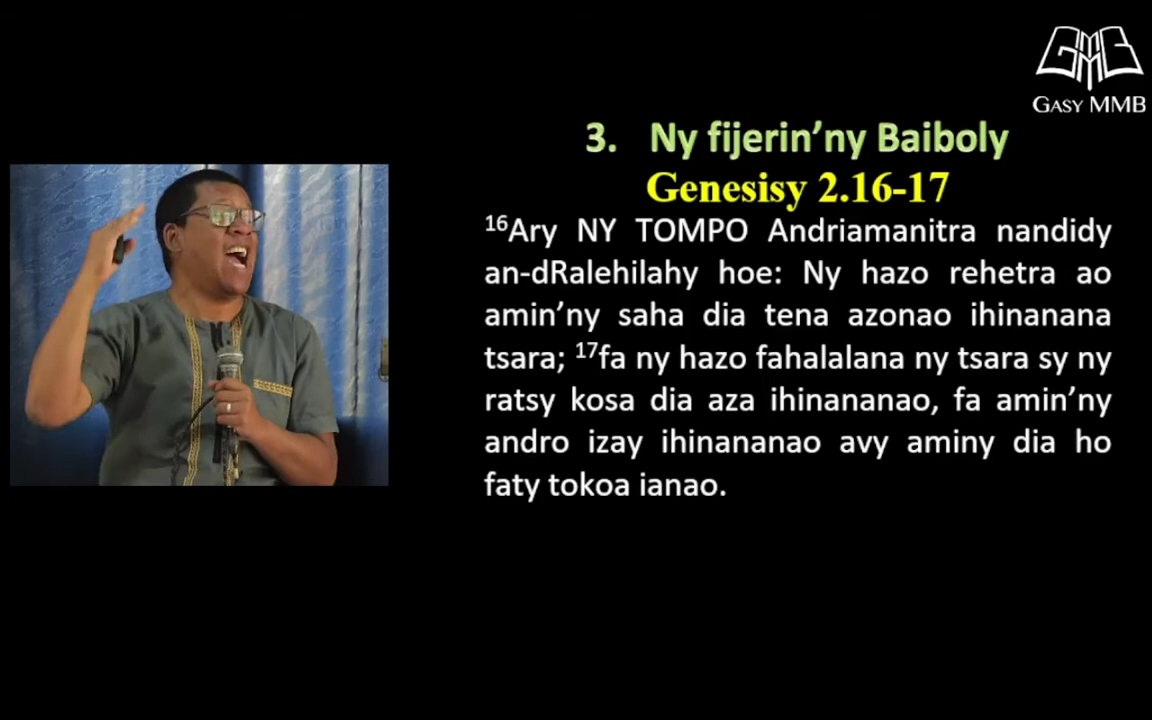 GMMB
GASY MMB
3. Ny fijerin’ny Baiboly
Genesisy 2.16-17
¹⁶Ary NY TOMPO Andriamanitra nandidy
an-dRalehilahy hoe: Ny hazo rehetra ao
amin’ny saha dia tena azonao ihinanana
tsara; ¹⁷fa ny hazo fahalalana ny tsara sy ny
ratsy kosa dia aza ihinananao, fa amin’ny
andro izay ihinananao avy aminy dia ho
faty tokoa ianao.